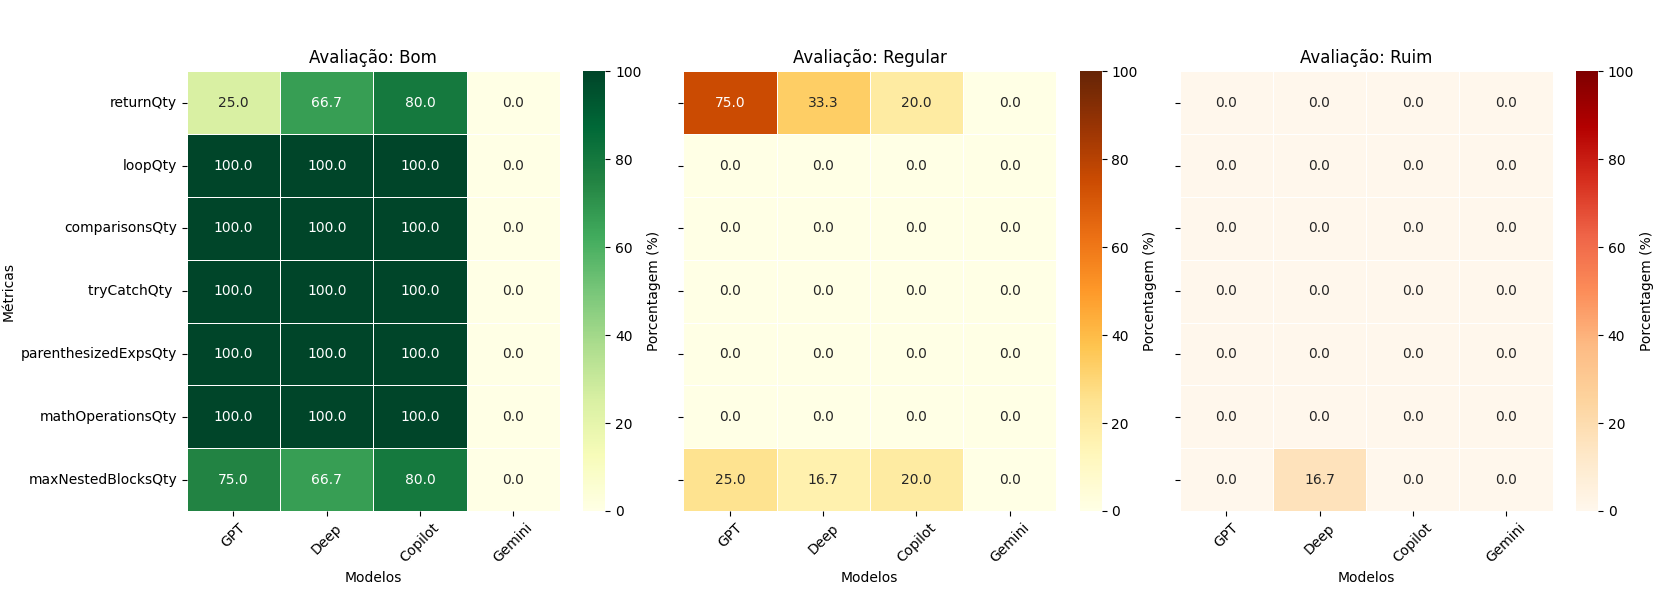 Avaliação: Bom
Avaliação: Regular
Avaliação: Ruim
Métricas
returnQty 25.0 66.7 80.0 0.0
loopQty 100.0 100.0 100.0 0.0
comparisonsQty 100.0 100.0 100.0 0.0
tryCatchQty 100.0 100.0 100.0 0.0
parenthesizedExpsQty 100.0 100.0 100.0 0.0
mathOperationsQty 100.0 100.0 100.0 0.0
maxNestedBlocksQty 75.0 66.7 80.0 0.0
GPT Deep Copilot Gemini
Modelos
100
80
60
40
20
0
Porcentagem (%)
75.0 33.3 20.0 0.0
0.0 0.0 0.0 0.0
0.0 0.0 0.0 0.0
0.0 0.0 0.0 0.0
0.0 0.0 0.0 0.0
0.0 0.0 0.0 0.0
25.0 16.7 20.0 0.0
GPT Deep Copilot Gemini
Modelos
100
80
60
40
20
0
Porcentagem (%)
0.0 0.0 0.0 0.0
0.0 0.0 0.0 0.0
0.0 0.0 0.0 0.0
0.0 0.0 0.0 0.0
0.0 0.0 0.0 0.0
0.0 0.0 0.0 0.0
0.0 16.7 0.0 0.0
GPT Deep Copilot Gemini
Modelos
100
80
60
40
20
0
Porcentagem (%)